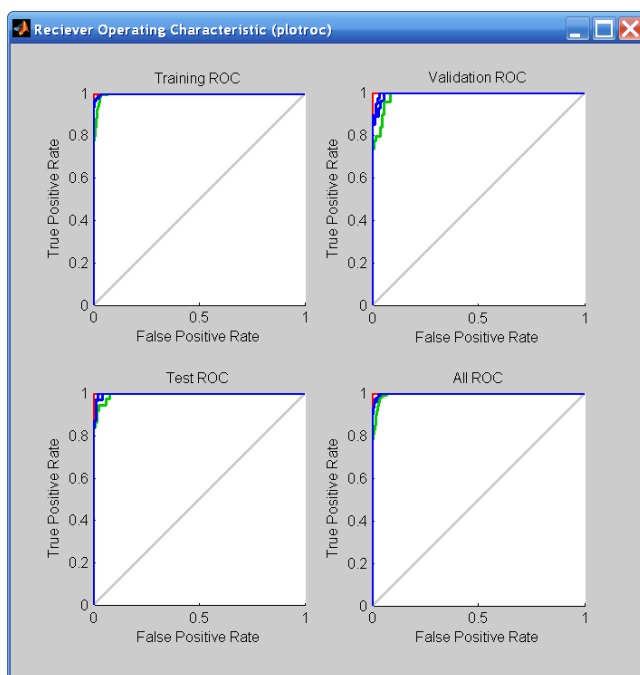 Reciever Operating Characteristic (plotroc)
Training ROC
1
0.8
0.6
0.4
0.2
0
True Positive Rate
0 0.5 1
False Positive Rate
Validation ROC
1
0.8
0.6
0.4
0.2
0
True Positive Rate
0 0.5 1
False Positive Rate
Test ROC
1
0.8
0.6
0.4
0.2
0
True Positive Rate
0 0.5 1
False Positive Rate
All ROC
1
0.8
0.6
0.4
0.2
0
True Positive Rate
0 0.5 1
False Positive Rate